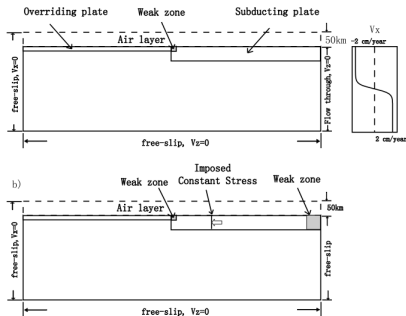 Overriding plate
Weak zone
Subducting plate
Air layer
50km
Vx
-2 cm/year
free-slip, Vx=0
Flow through, Vz=0
2 cm/year
free-slip, Vz=0
b)
Imposed
Weak zone
Constant Stress
Weak zone
Air layer
50km
free-slip, Vx=0
free-slip
free-slip, Vz=0